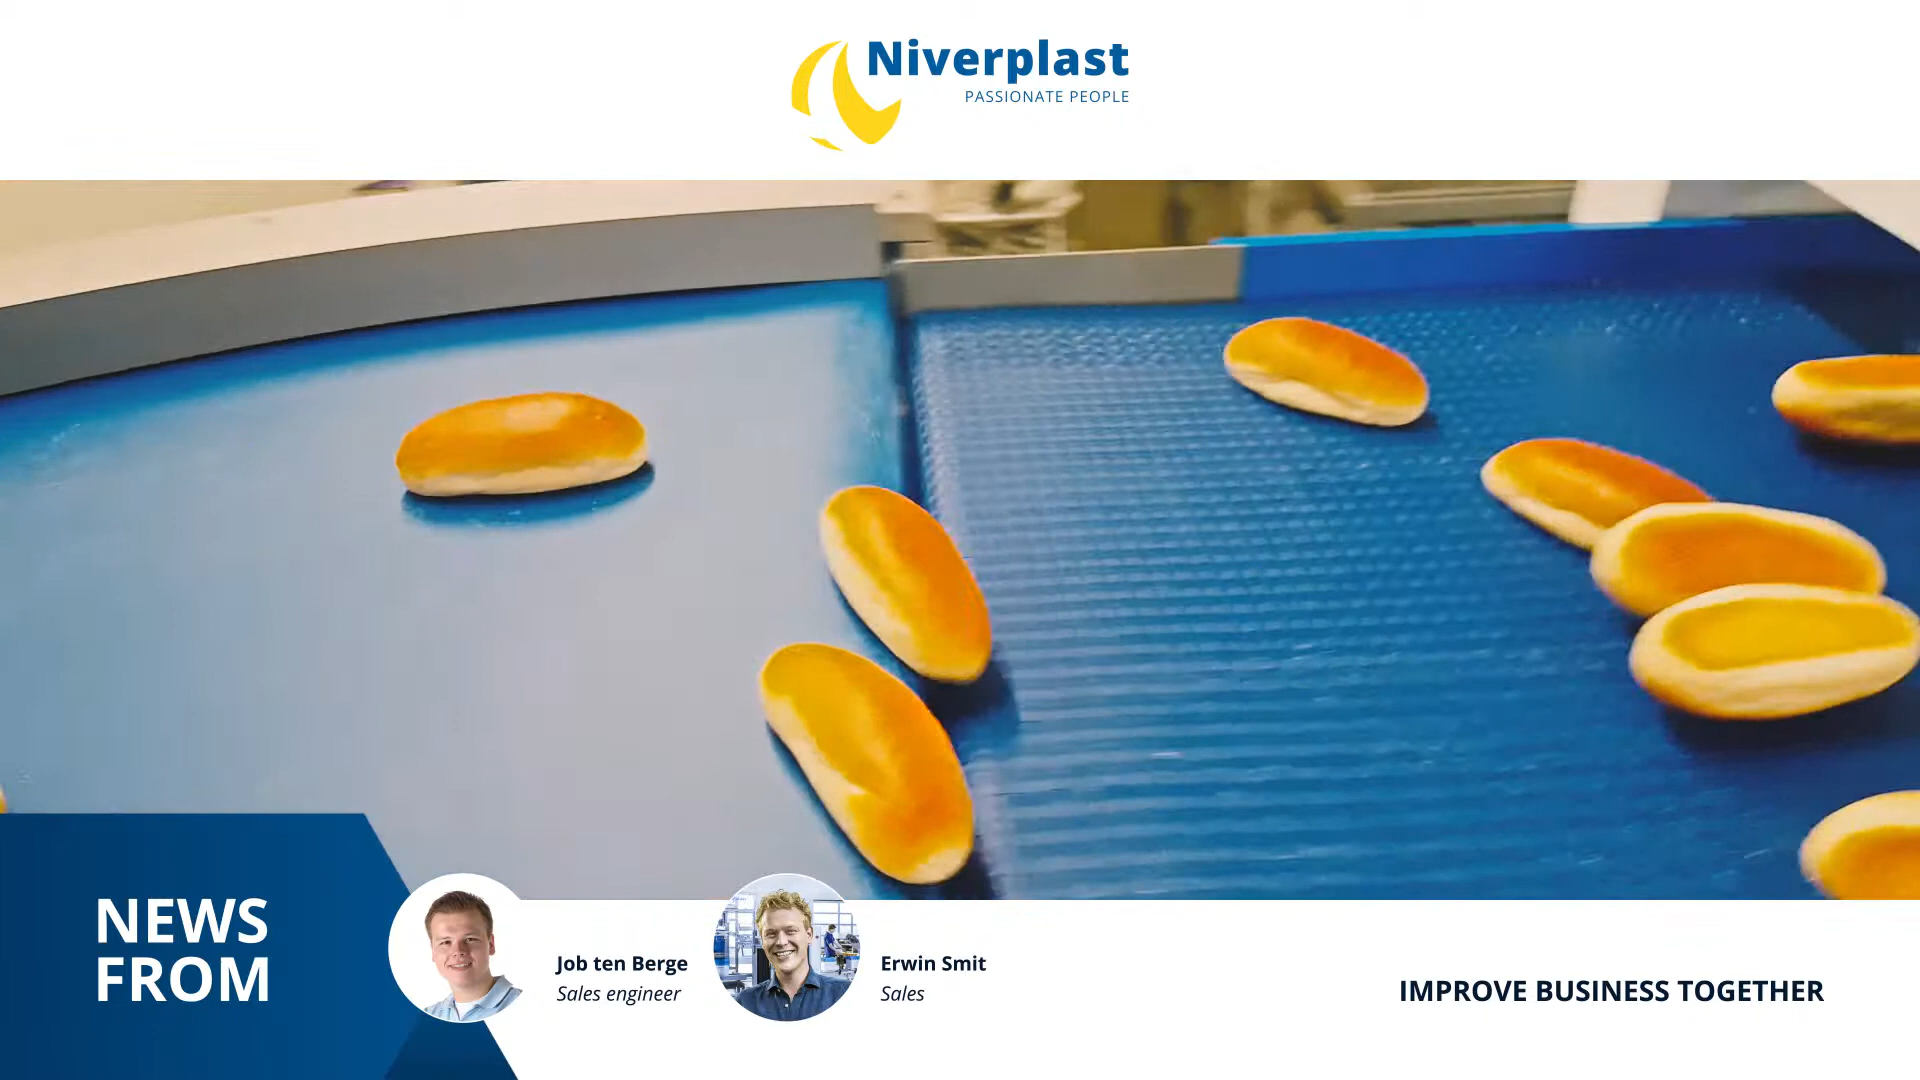 Niverplast
PASSIONATE PEOPLE
NEWS
FROM
Job ten Berge
Sales engineer
Erwin Smit
Sales
IMPROVE BUSINESS TOGETHER